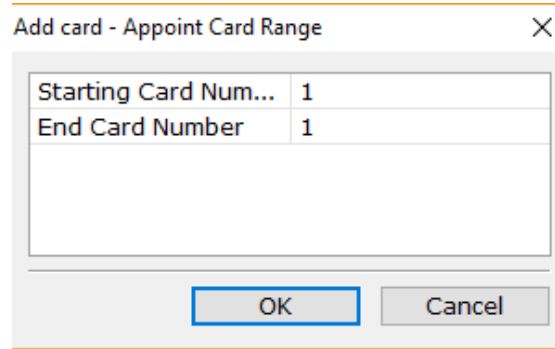 Add card - Appoint Card Range
Starting Card Num... 1
End Card Number 1
OK Cancel